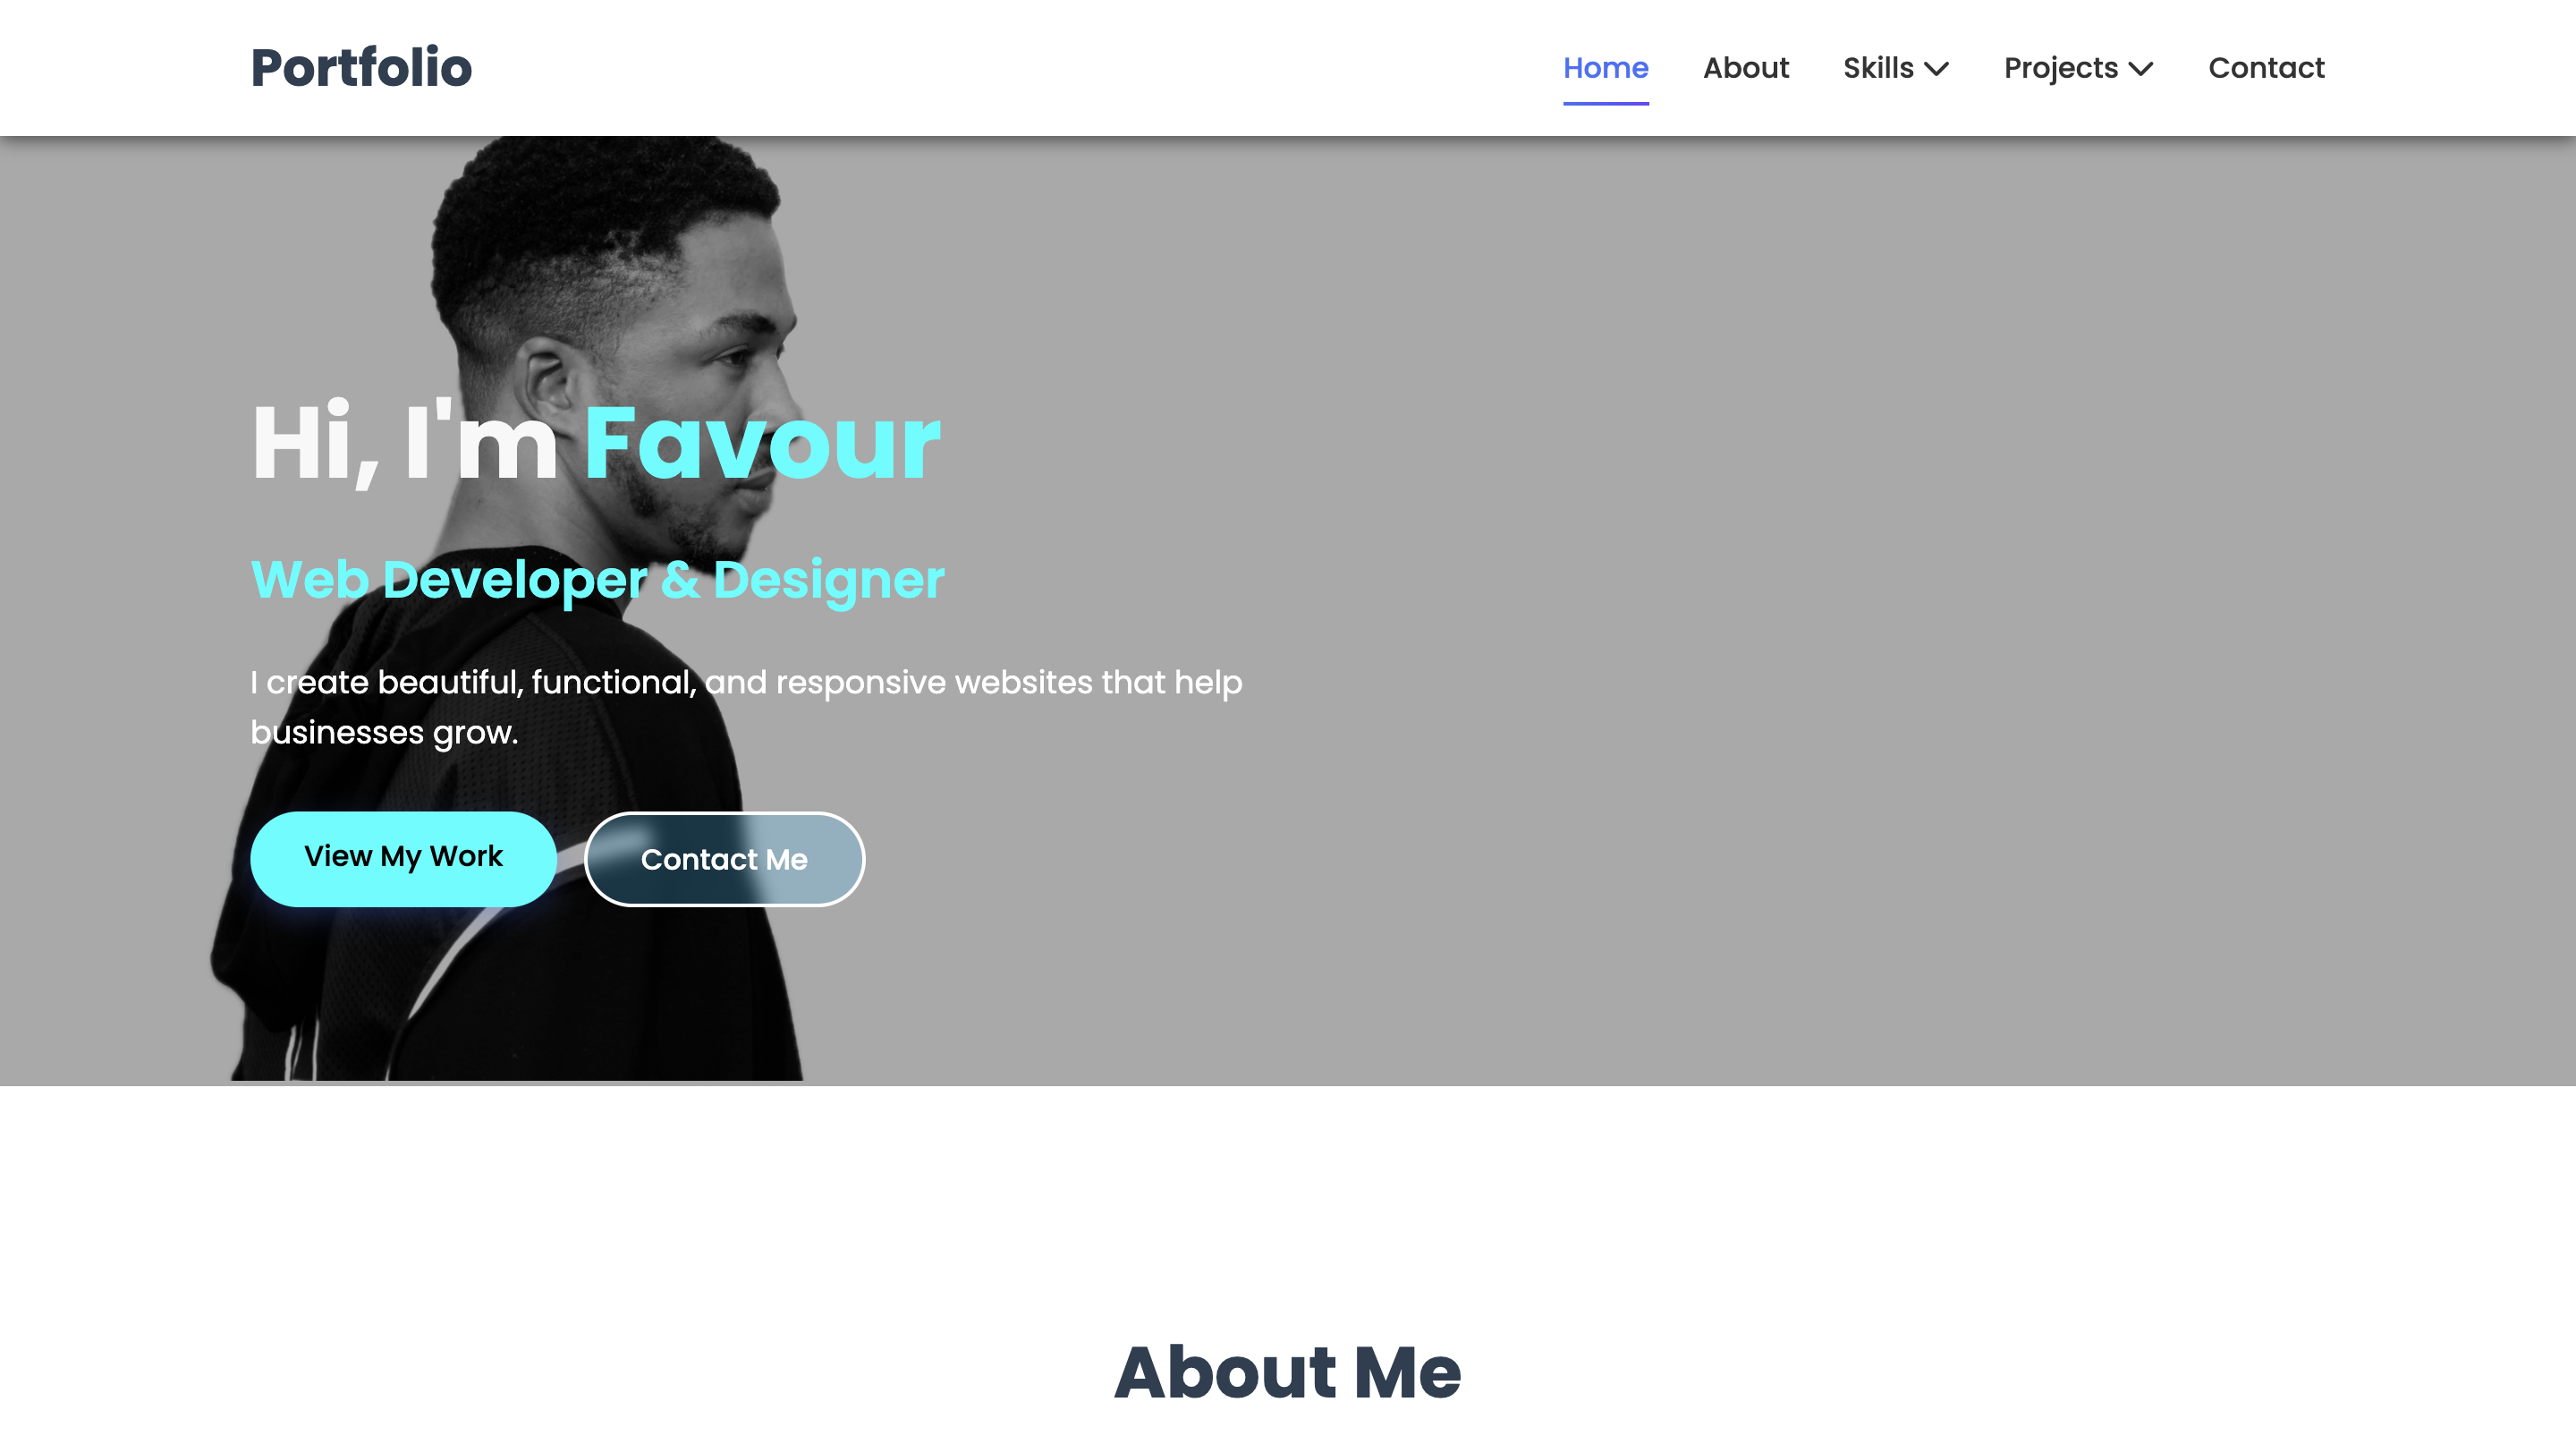 Portfolio
Home About Skills Projects Contact
Hi, I'm Favour
Web Developer & Designer
I create beautiful, functional, and responsive websites that help
businesses grow.
View My Work Contact Me
About Me